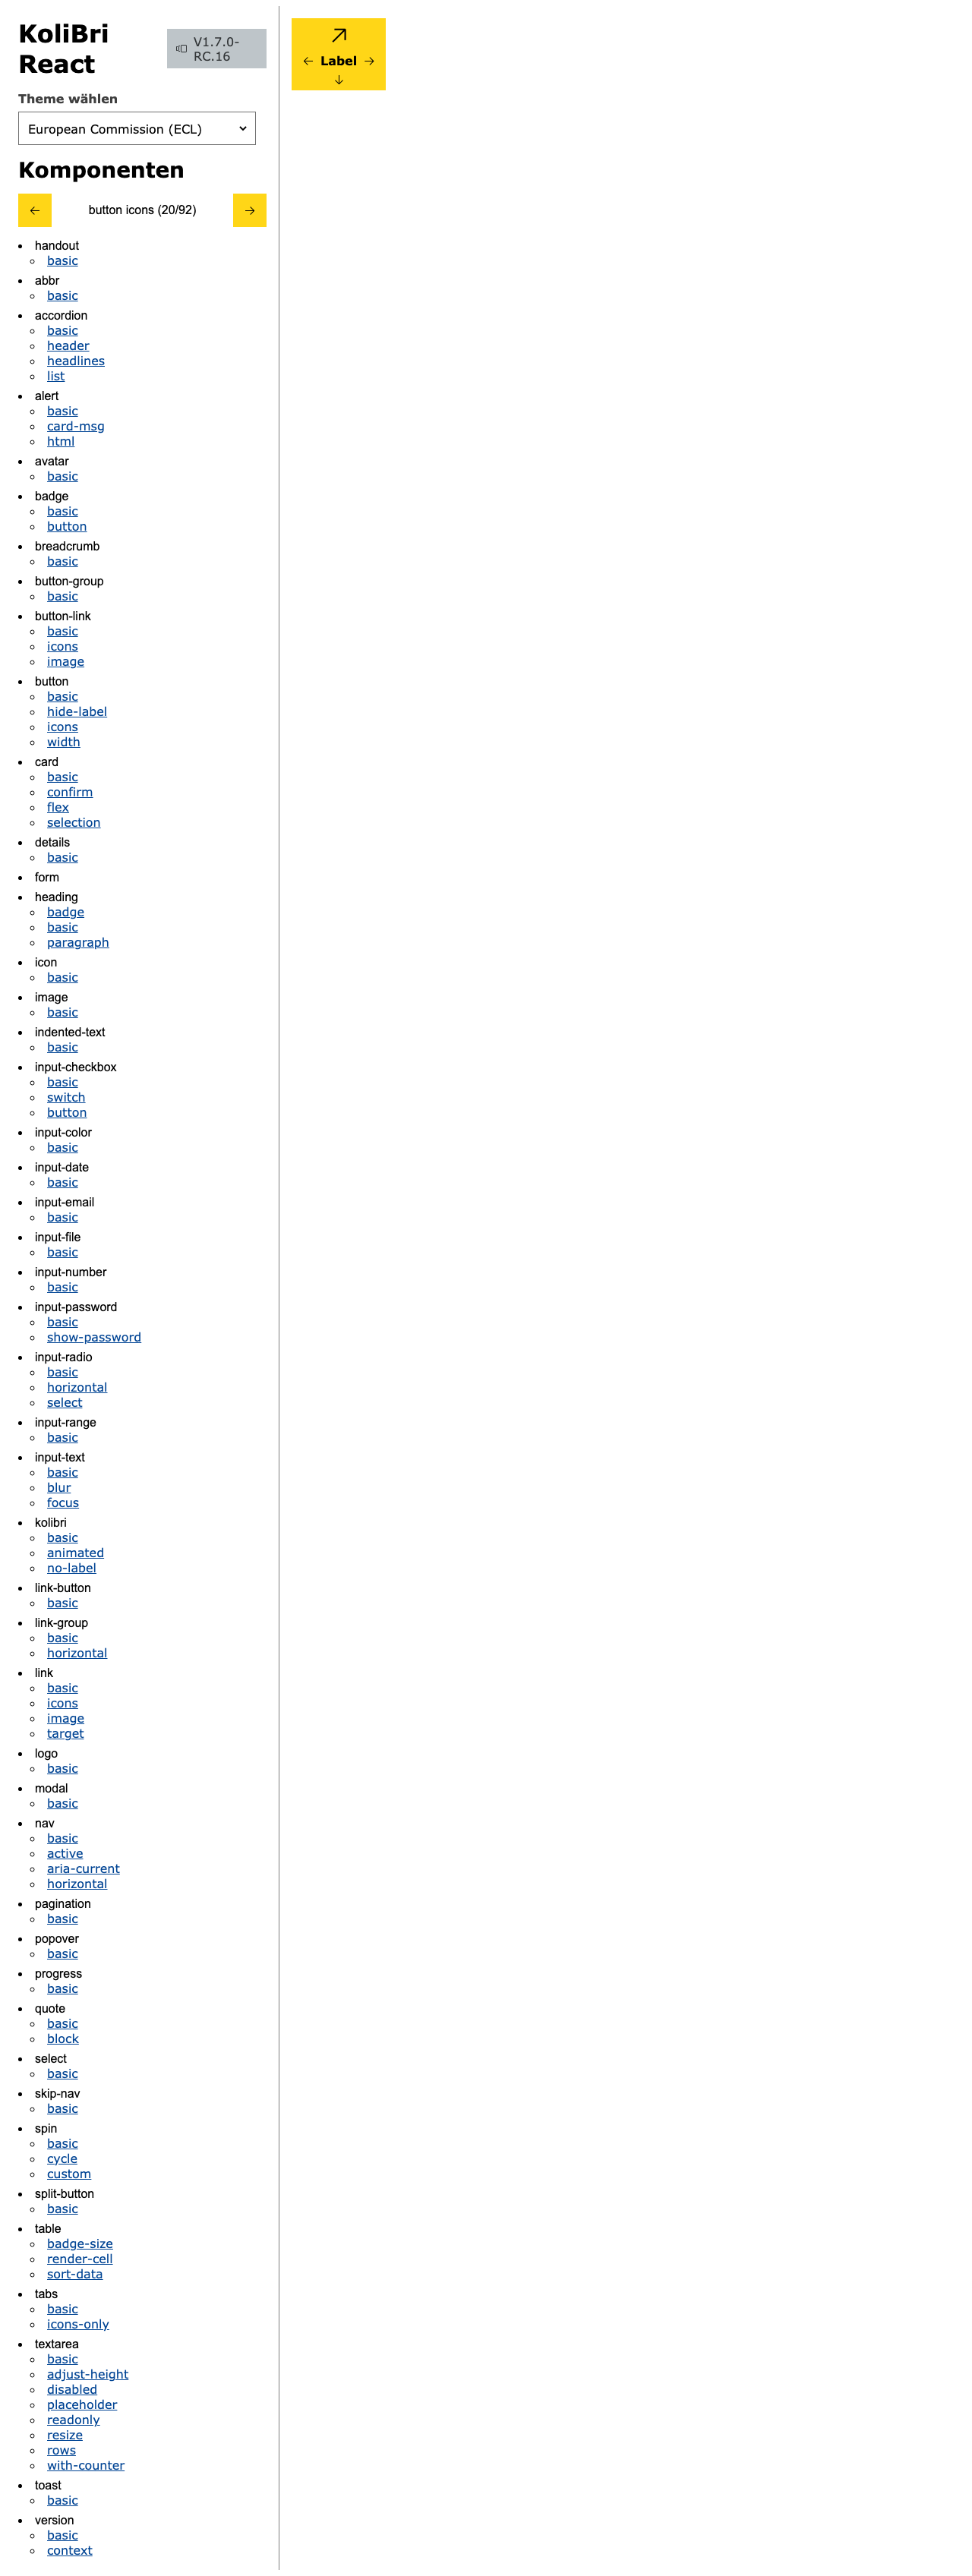 KoliBri
React
V1.7.0-
RC.16
Theme wählen
European Commission (ECL)
Komponenten
← button icons (20/92) →
handout
basic
abbr
basic
accordion
basic
header
headlines
list
alert
basic
card-msg
html
avatar
basic
badge
basic
button
breadcrumb
basic
button-group
basic
button-link
basic
icons
image
button
basic
hide-label
icons
width
card
basic
confirm
flex
selection
details
basic
form
heading
badge
basic
paragraph
icon
basic
image
basic
indented-text
basic
input-checkbox
basic
switch
button
input-color
basic
input-date
basic
input-email
basic
input-file
basic
input-number
basic
input-password
basic
show-password
input-radio
basic
horizontal
select
input-range
basic
input-text
basic
blur
focus
kolibri
basic
animated
no-label
link-button
basic
link-group
basic
horizontal
link
basic
icons
image
target
logo
basic
modal
basic
nav
basic
active
aria-current
horizontal
pagination
basic
popover
basic
progress
basic
quote
basic
block
select
basic
skip-nav
basic
spin
basic
cycle
custom
split-button
basic
table
badge-size
render-cell
sort-data
tabs
basic
icons-only
textarea
basic
adjust-height
disabled
placeholder
readonly
resize
rows
with-counter
toast
basic
version
basic
context
← Label →